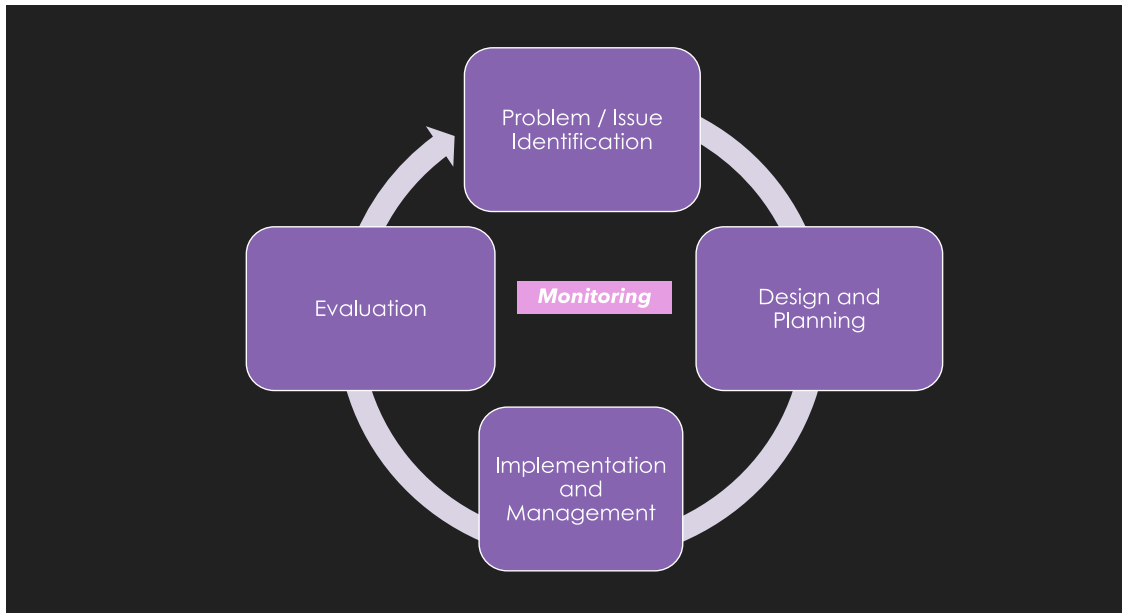 Problem / Issue
Identification
Monitoring
Evaluation
Design and
Planning
Implementation
and
Management